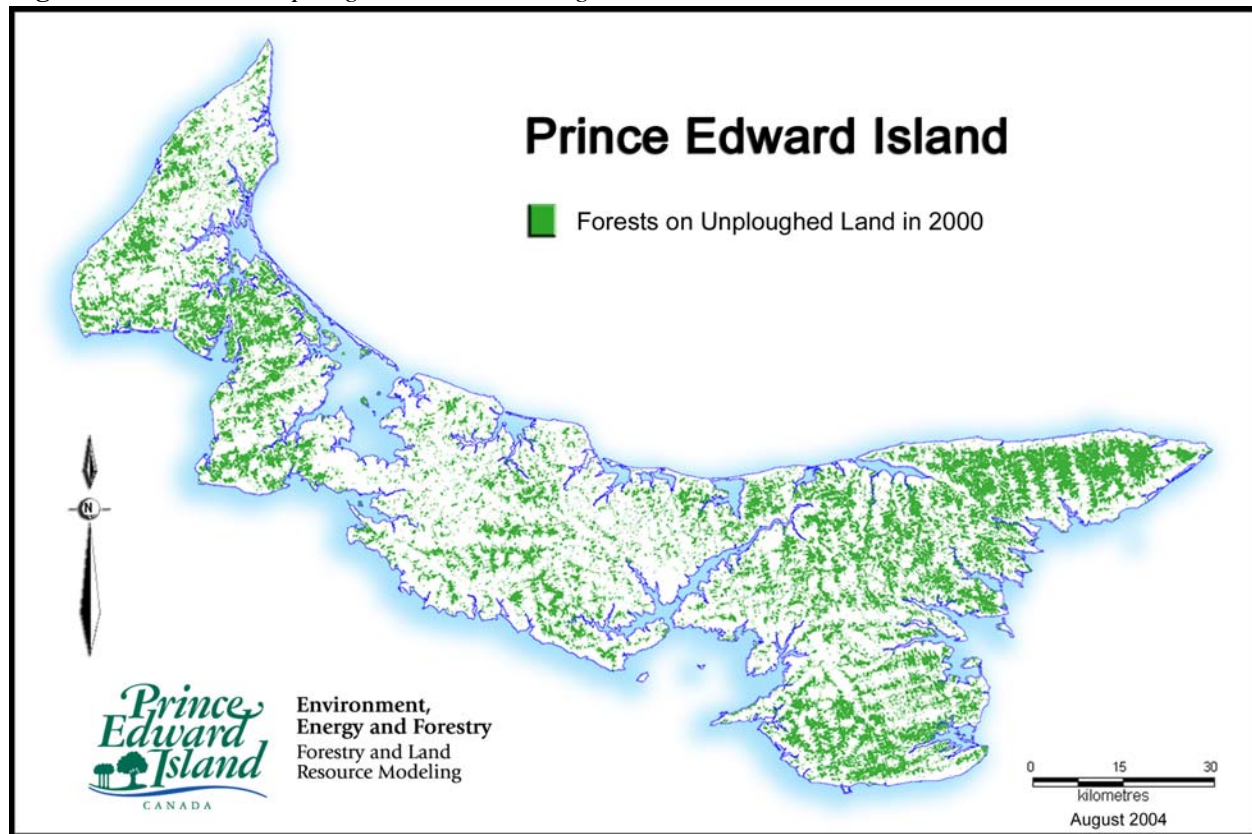 Prince Edward Island
Forests on Unploughed Land in 2000
N
Prince
Edward
Island
CANADA
Environment,
Energy and Forestry
Forestry and Land
Resource Modeling
0 15 30
kilometres
August 2004